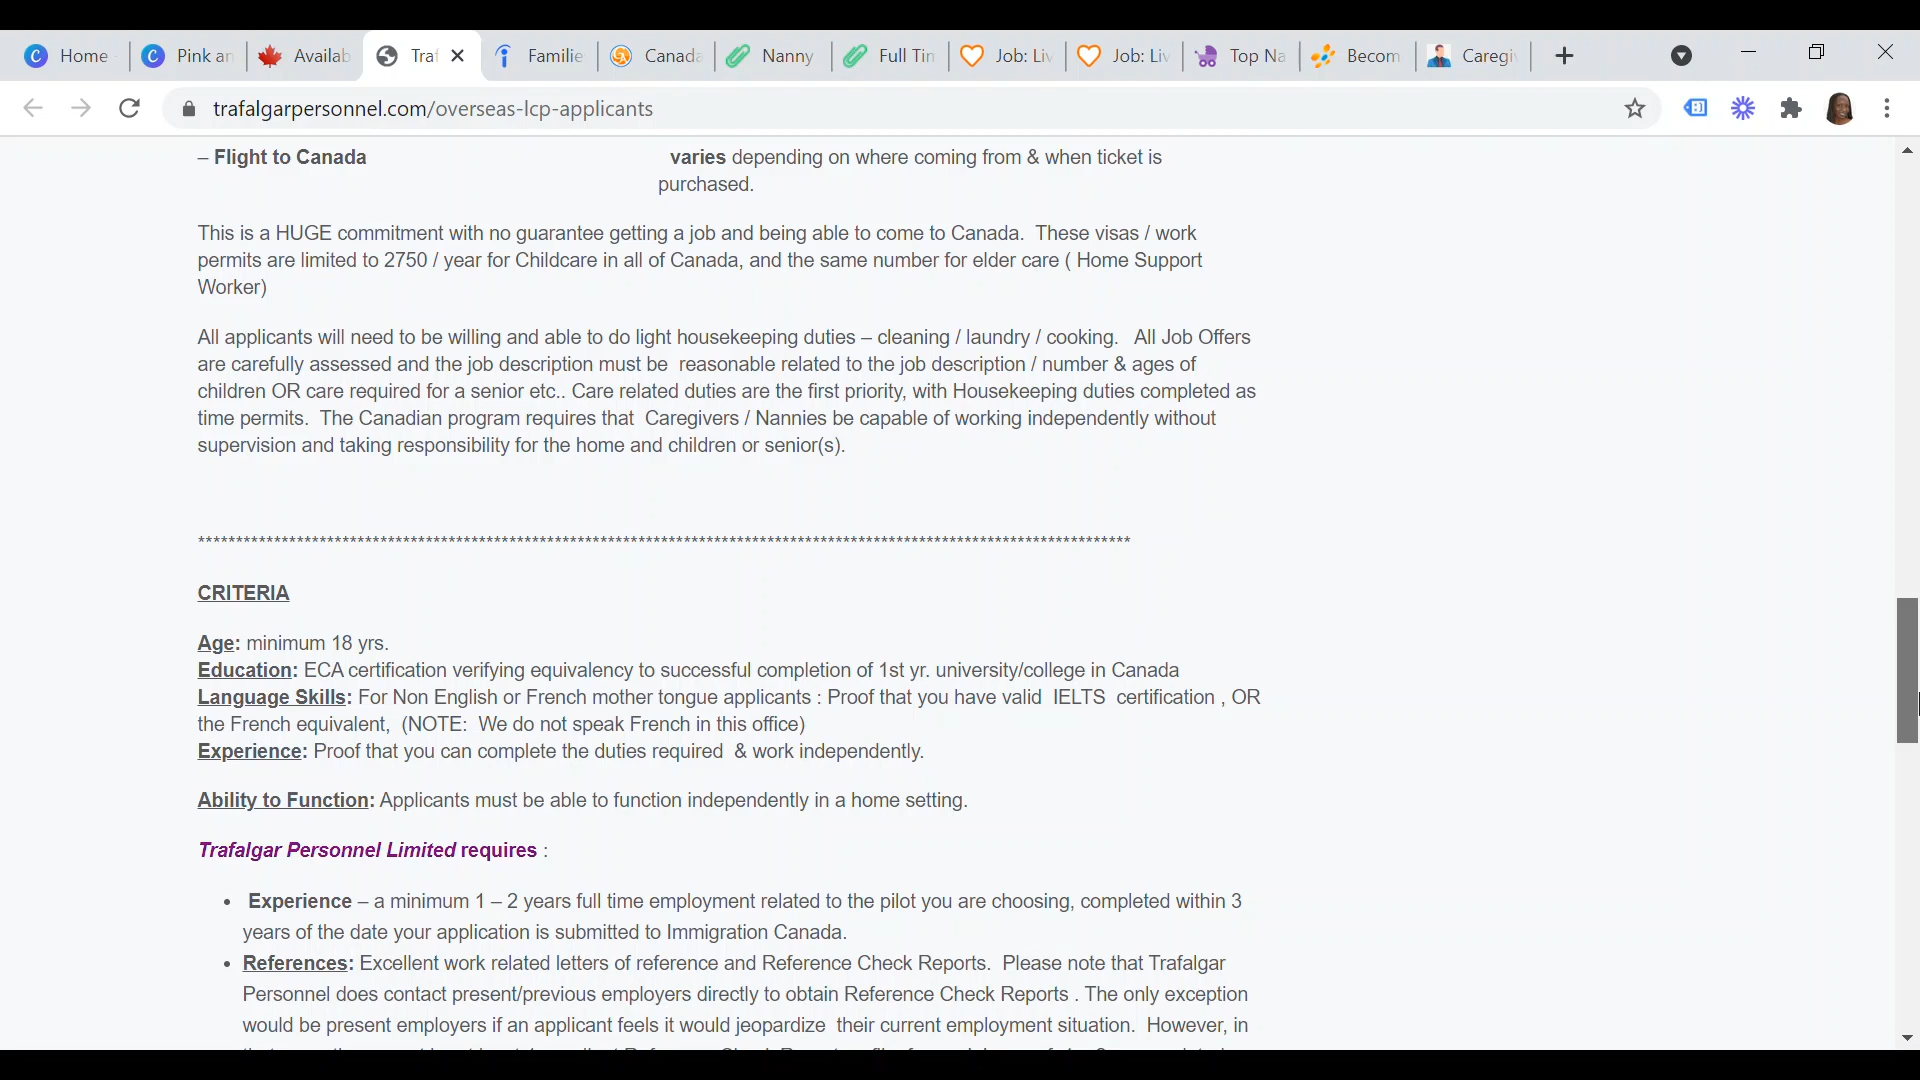 Home
Pink an
Availab
Traf
Familie
Canada
Nanny
Full Tin
Job: Liv
Job: Liv
Top Na
Becom
Caregi
trafalgarpersonnel.com/overseas-lcp-applicants
– Flight to Canada varies depending on where coming from & when ticket is
purchased.
This is a HUGE commitment with no guarantee getting a job and being able to come to Canada. These visas / work
permits are limited to 2750 / year for Childcare in all of Canada, and the same number for elder care ( Home Support
Worker)
All applicants will need to be willing and able to do light housekeeping duties – cleaning / laundry / cooking. All Job Offers
are carefully assessed and the job description must be reasonable related to the job description / number & ages of
children OR care required for a senior etc.. Care related duties are the first priority, with Housekeeping duties completed as
time permits. The Canadian program requires that Caregivers / Nannies be capable of working independently without
supervision and taking responsibility for the home and children or senior(s).
******************************************************************************************************************************
CRITERIA
Age: minimum 18 yrs.
Education: ECA certification verifying equivalency to successful completion of 1st yr. university/college in Canada
Language Skills: For Non English or French mother tongue applicants : Proof that you have valid IELTS certification , OR
the French equivalent, (NOTE: We do not speak French in this office)
Experience: Proof that you can complete the duties required & work independently.
Ability to Function: Applicants must be able to function independently in a home setting.
Trafalgar Personnel Limited requires :
• Experience – a minimum 1 – 2 years full time employment related to the pilot you are choosing, completed within 3
years of the date your application is submitted to Immigration Canada.
• References: Excellent work related letters of reference and Reference Check Reports. Please note that Trafalgar
Personnel does contact present/previous employers directly to obtain Reference Check Reports . The only exception
would be present employers if an applicant feels it would jeopardize their current employment situation. However, in